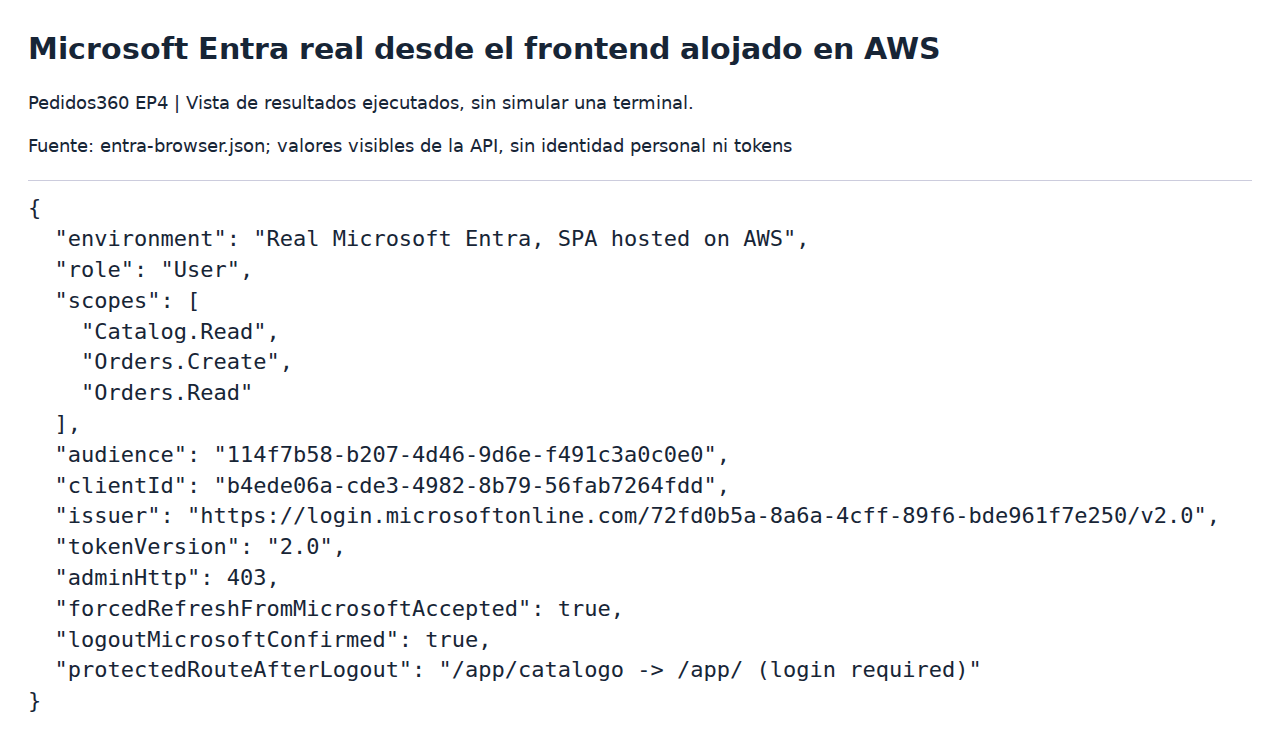 Microsoft Entra real desde el frontend alojado en AWS
Pedidos360 EP4 | Vista de resultados ejecutados, sin simular una terminal.
Fuente: entra-browser.json; valores visibles de la API, sin identidad personal ni tokens
{
  "environment": "Real Microsoft Entra, SPA hosted on AWS",
  "role": "User",
  "scopes": [
    "Catalog.Read",
    "Orders.Create",
    "Orders.Read"
  ],
  "audience": "114f7b58-b207-4d46-9d6e-f491c3a0c0e0",
  "clientId": "b4ede06a-cde3-4982-8b79-56fab7264fdd",
  "issuer": "https://login.microsoftonline.com/72fd0b5a-8a6a-4cff-89f6-bde961f7e250/v2.0",
  "tokenVersion": "2.0",
  "adminHttp": 403,
  "forcedRefreshFromMicrosoftAccepted": true,
  "logoutMicrosoftConfirmed": true,
  "protectedRouteAfterLogout": "/app/catalogo -> /app/ (login required)"
}